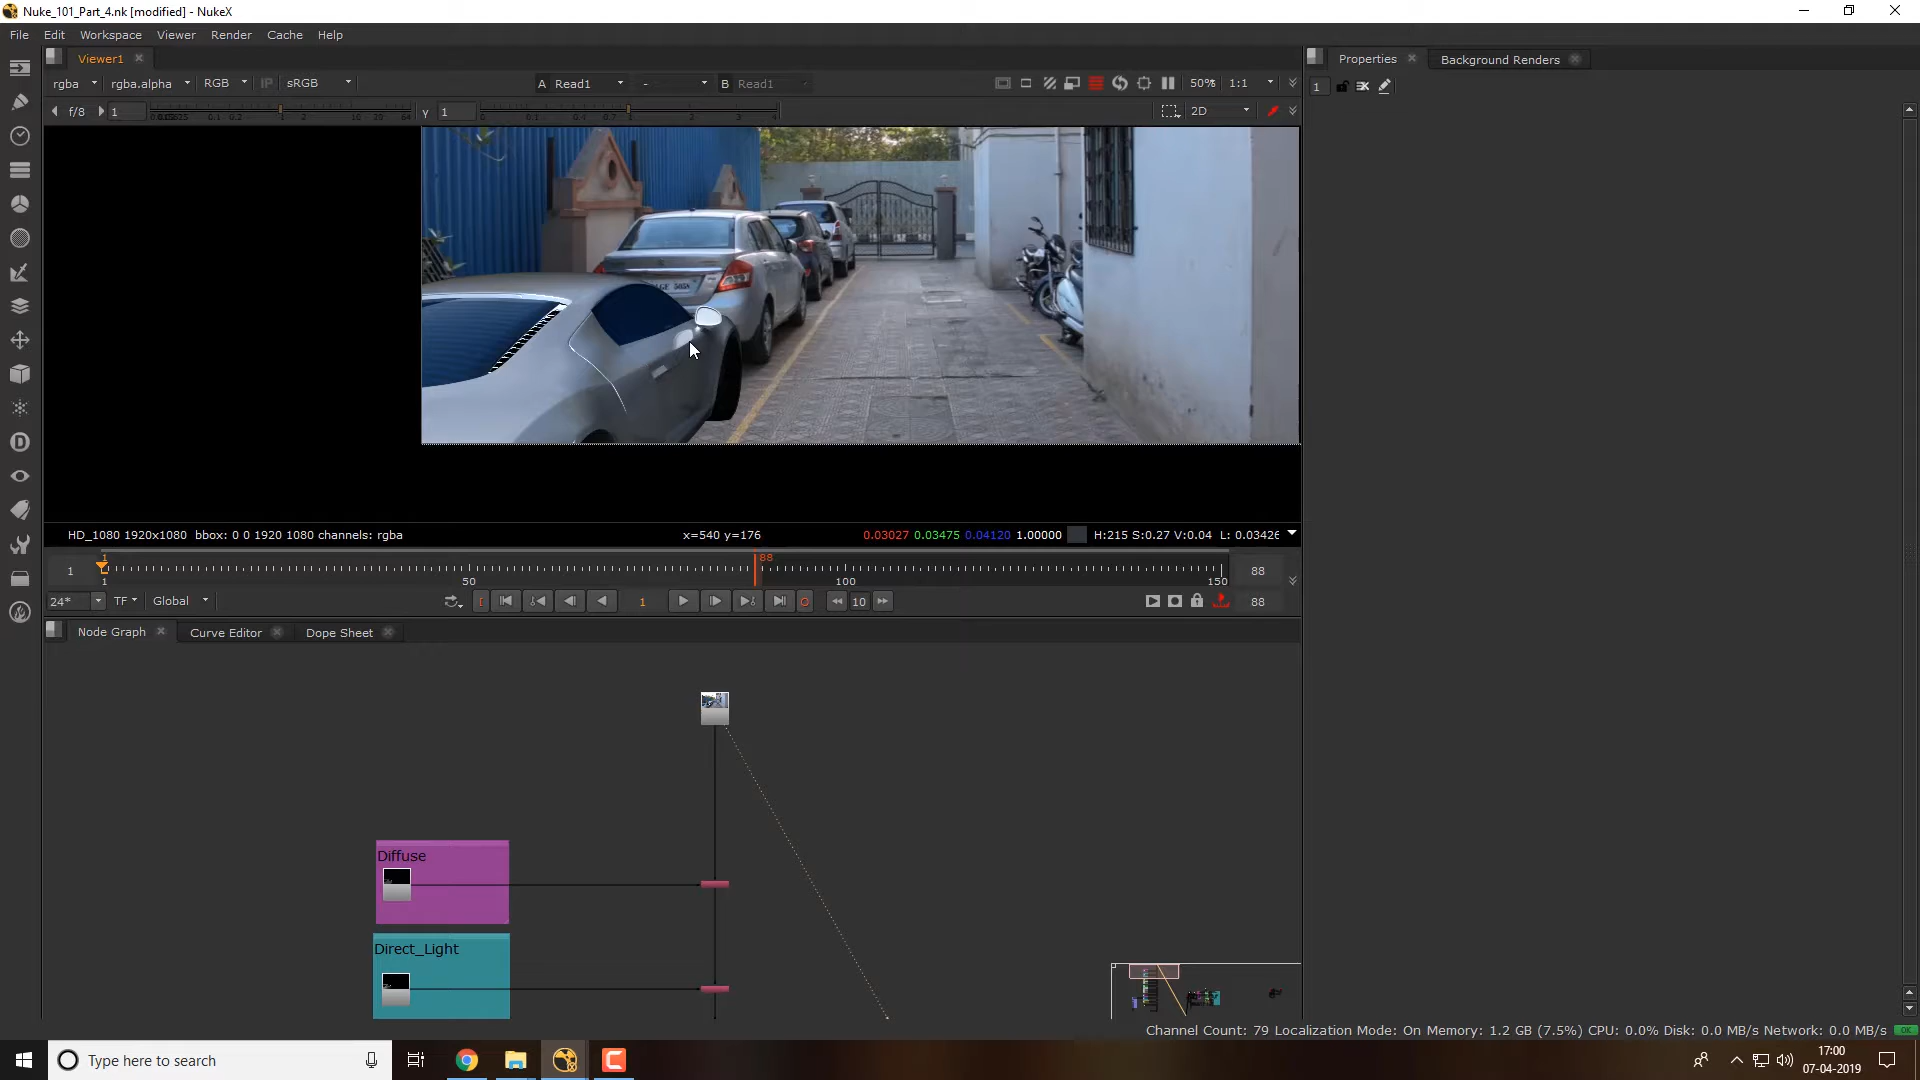 Nuke_101_Part_4.nk [modified] - NukeX
File Edit Workspace Viewer Render Cache Help
Viewer1
Properties
Background Renders
rgba rgba.alpha RGB IP sRGB A Read1 - B Read1 50% 1:1
1
f/8 1 y 1 2D
HD_1080 1920x1080 bbox: 0 0 1920 1080 channels: rgba x=540 y=176 0.03027 0.03475 0.04120 1.00000 H:215 S:0.27 V:0.04 L: 0.03426
1 1 88 88
1 50 100 150
24* TF Global 1 10 88
Node Graph Curve Editor Dope Sheet
Diffuse
Direct_Light
Channel Count: 79 Localization Mode: On Memory: 1.2 GB (7.5%) CPU: 0.0% Disk: 0.0 MB/s Network: 0.0 MB/s
Type here to search
17:00
07-04-2019